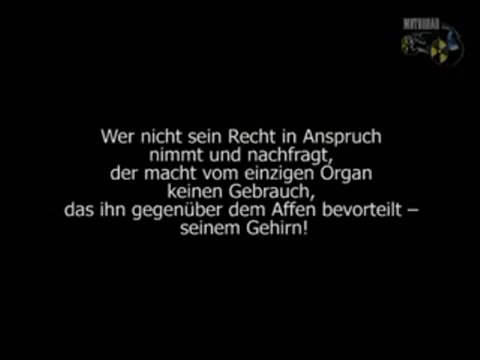 MOTORRAD
Wer nicht sein Recht in Anspruch
nimmt und nachfragt,
der macht vom einzigen Organ
keinen Gebrauch,
das ihn gegenüber dem Affen bevorteilt –
seinem Gehirn!